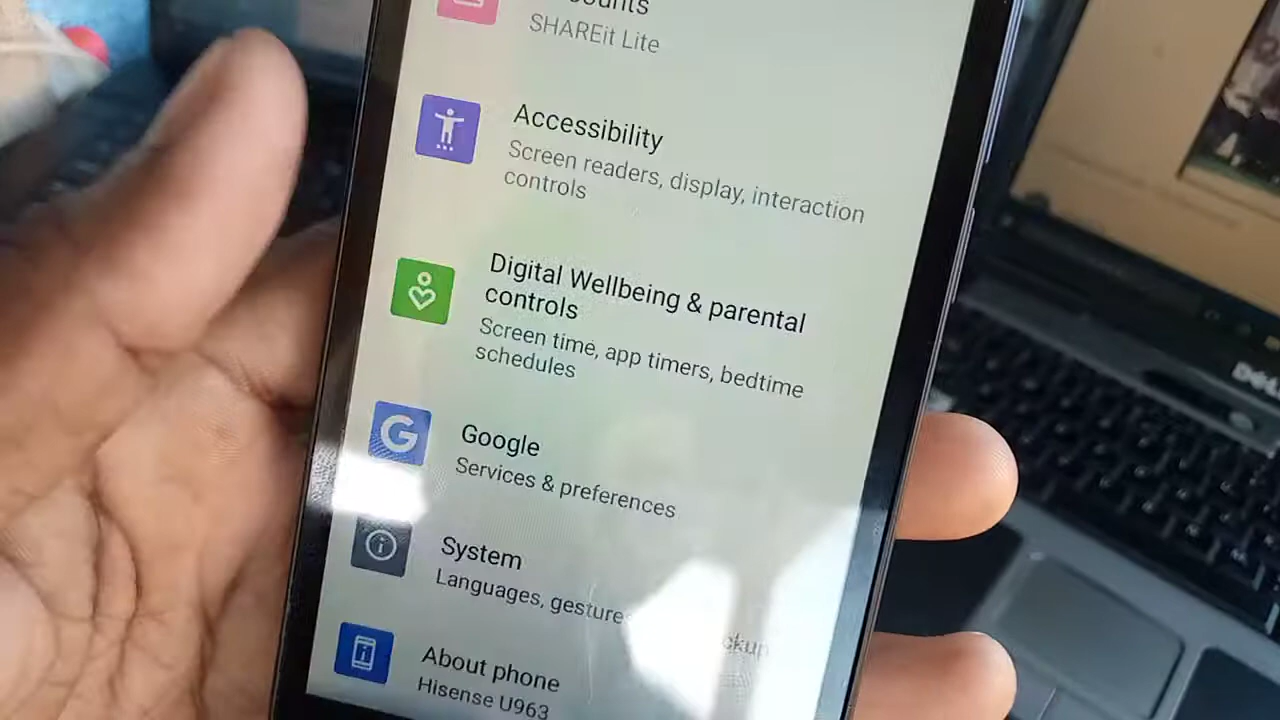 SHAREit Lite
Accessibility
Screen readers, display, interaction
controls
Digital Wellbeing & parental
controls
Screen time, app timers, bedtime
schedules
Google
Services & preferences
System
Languages, gesture
About phone
Hisense U963